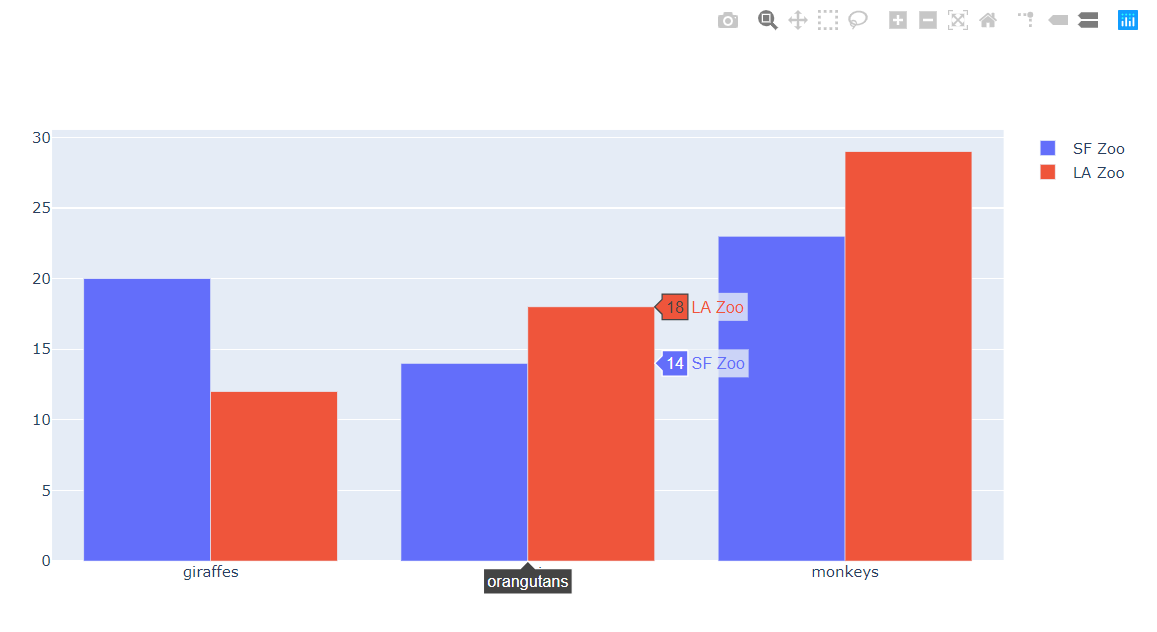 SF Zoo
LA Zoo
30
25
20
15
10
5
0
18 LA Zoo
14 SF Zoo
giraffes
orangutans
monkeys